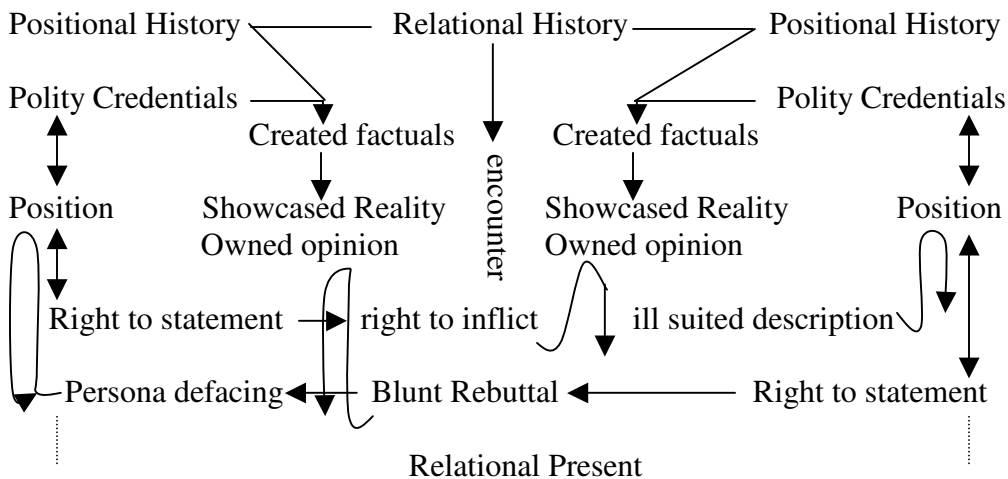 Positional History Relational History Positional History
Polity Credentials Polity Credentials
Created factuals Created factuals
encounter
Position Showcased Reality Showcased Reality Position
Owned opinion Owned opinion
Right to statement right to inflict ill suited description
Persona defacing Blunt Rebuttal Right to statement
Relational Present